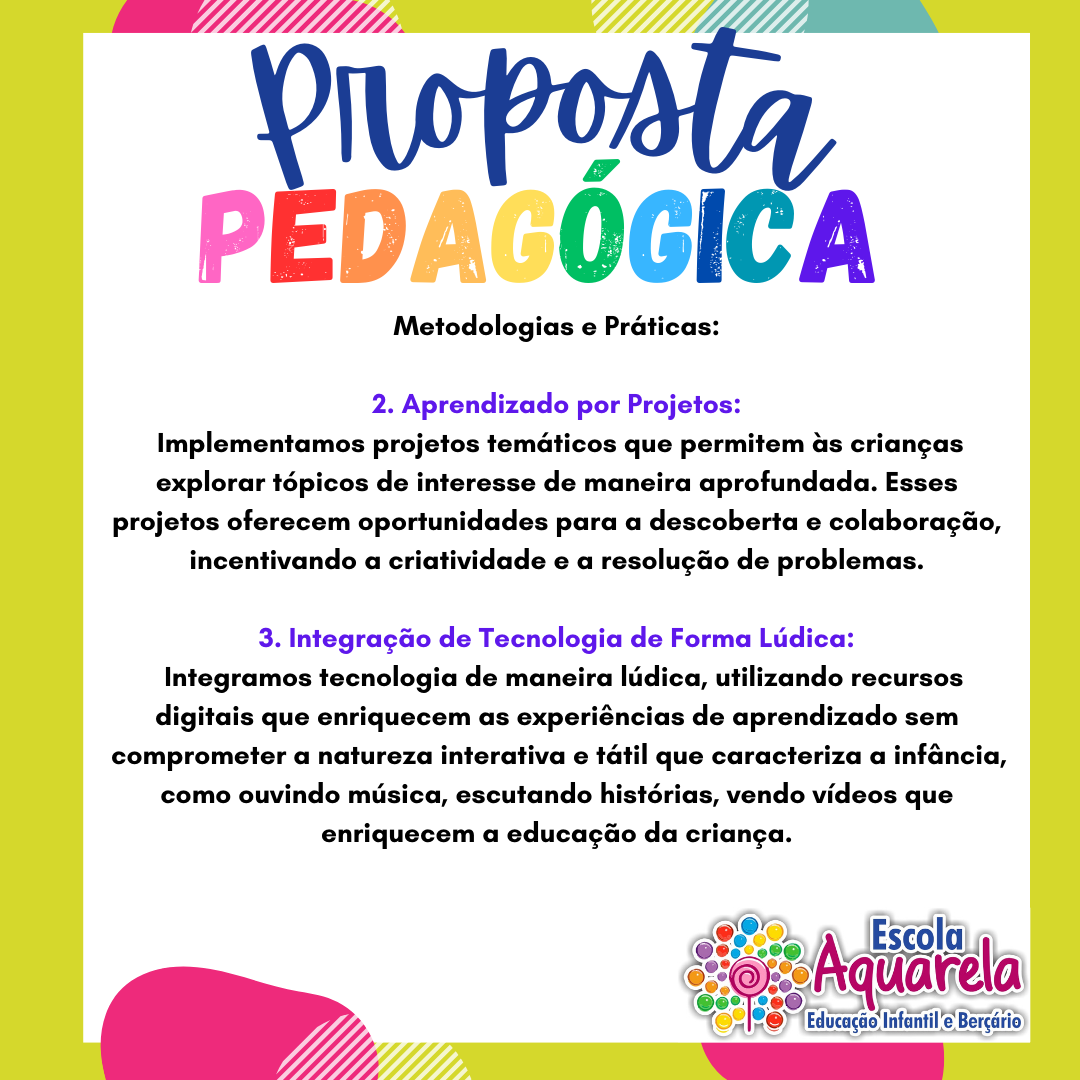 Proposta
PEDAGÓGICA
Metodologias e Práticas:
2. Aprendizado por Projetos:
Implementamos projetos temáticos que permitem às crianças
explorar tópicos de interesse de maneira aprofundada. Esses
projetos oferecem oportunidades para a descoberta e colaboração,
incentivando a criatividade e a resolução de problemas.
3. Integração de Tecnologia de Forma Lúdica:
Integramos tecnologia de maneira lúdica, utilizando recursos
digitais que enriquecem as experiências de aprendizado sem
comprometer a natureza interativa e tátil que caracteriza a infância,
como ouvindo música, escutando histórias, vendo vídeos que
enriquecem a educação da criança.
Escola
Aquarela
Educação Infantil e Berçário